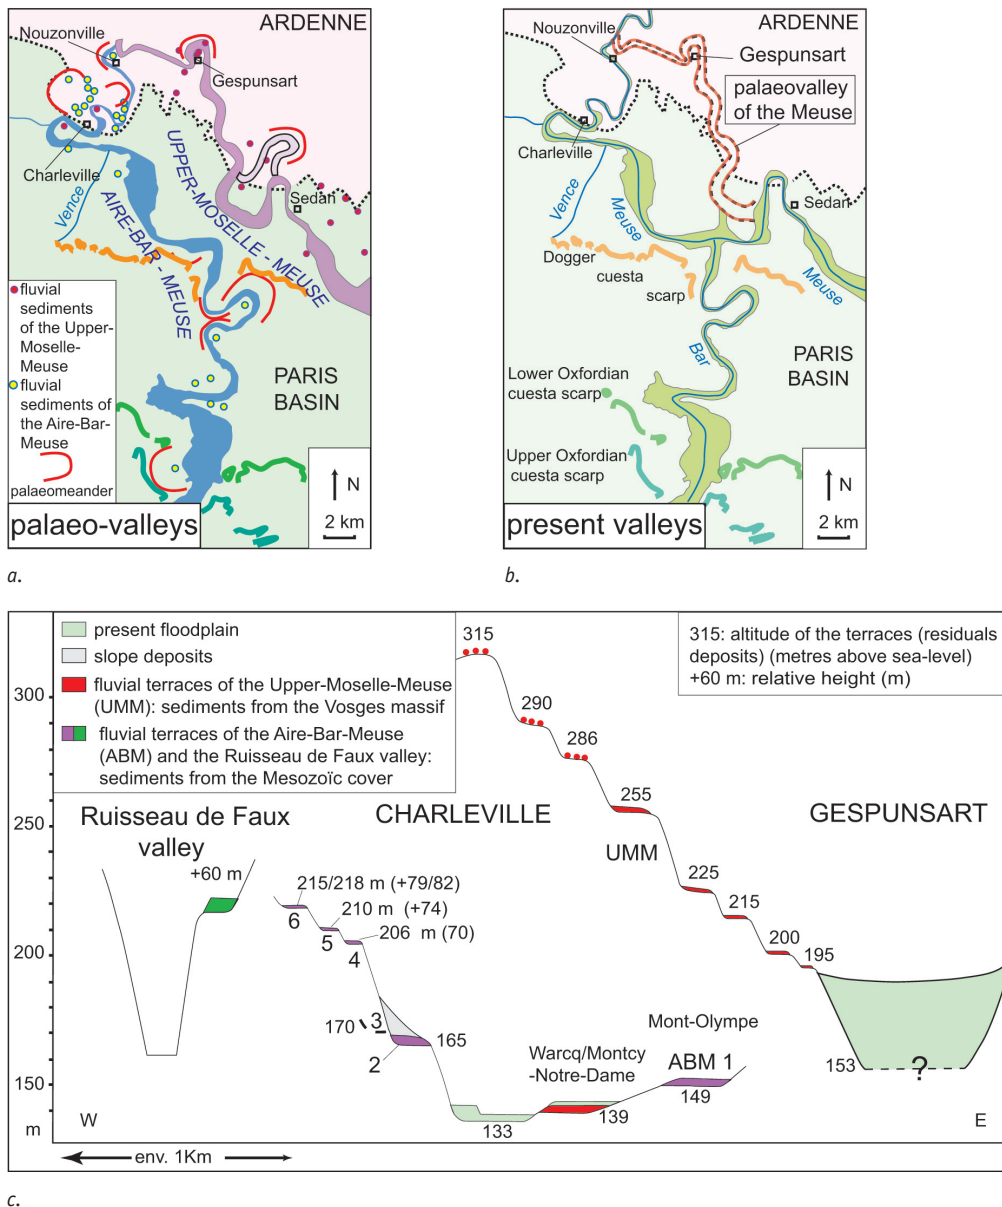 ARDENNE
Nouzonville
Gespunsart
Charleville
Vence
AIRE-BAR-MEUSE
UPPER-MOSELLE-MEUSE
Sedan
fluvial
sediments
of the Upper-
Moselle-
Meuse
fluvial
sediments of
the Aire-Bar-
Meuse
palaeomeander
PARIS
BASIN
N
2 km
palaeo-valleys
a.
ARDENNE
Nouzonville
Gespunsart
palaeovalley
of the Meuse
Charleville
Vence
Meuse
Sedan
Dogger
cuesta
scarp
Meuse
Bar
PARIS
BASIN
Lower Oxfordian
cuesta scarp
Upper Oxfordian
cuesta scarp
N
2 km
present valleys
b.
present floodplain
slope deposits
fluvial terraces of the Upper-Moselle-Meuse
(UMM): sediments from the Vosges massif
fluvial terraces of the Aire-Bar-Meuse
(ABM) and the Ruisseau de Faux valley:
sediments from the Mesozoïc cover
315: altitude of the terraces (residuals
deposits) (metres above sea-level)
+60 m: relative height (m)
300
250
200
150
m
315
290
286
255
UMM
225
215
200
195
Ruisseau de Faux
valley
CHARLEVILLE
GESPUNSART
+60 m
215/218 m (+79/82)
6
210 m (+74)
5
206 m (70)
4
170
3
165
2
Mont-Olympe
Warcq/Montcy
-Notre-Dame
ABM 1
149
139
133
153
?
W
E
env. 1Km
c.